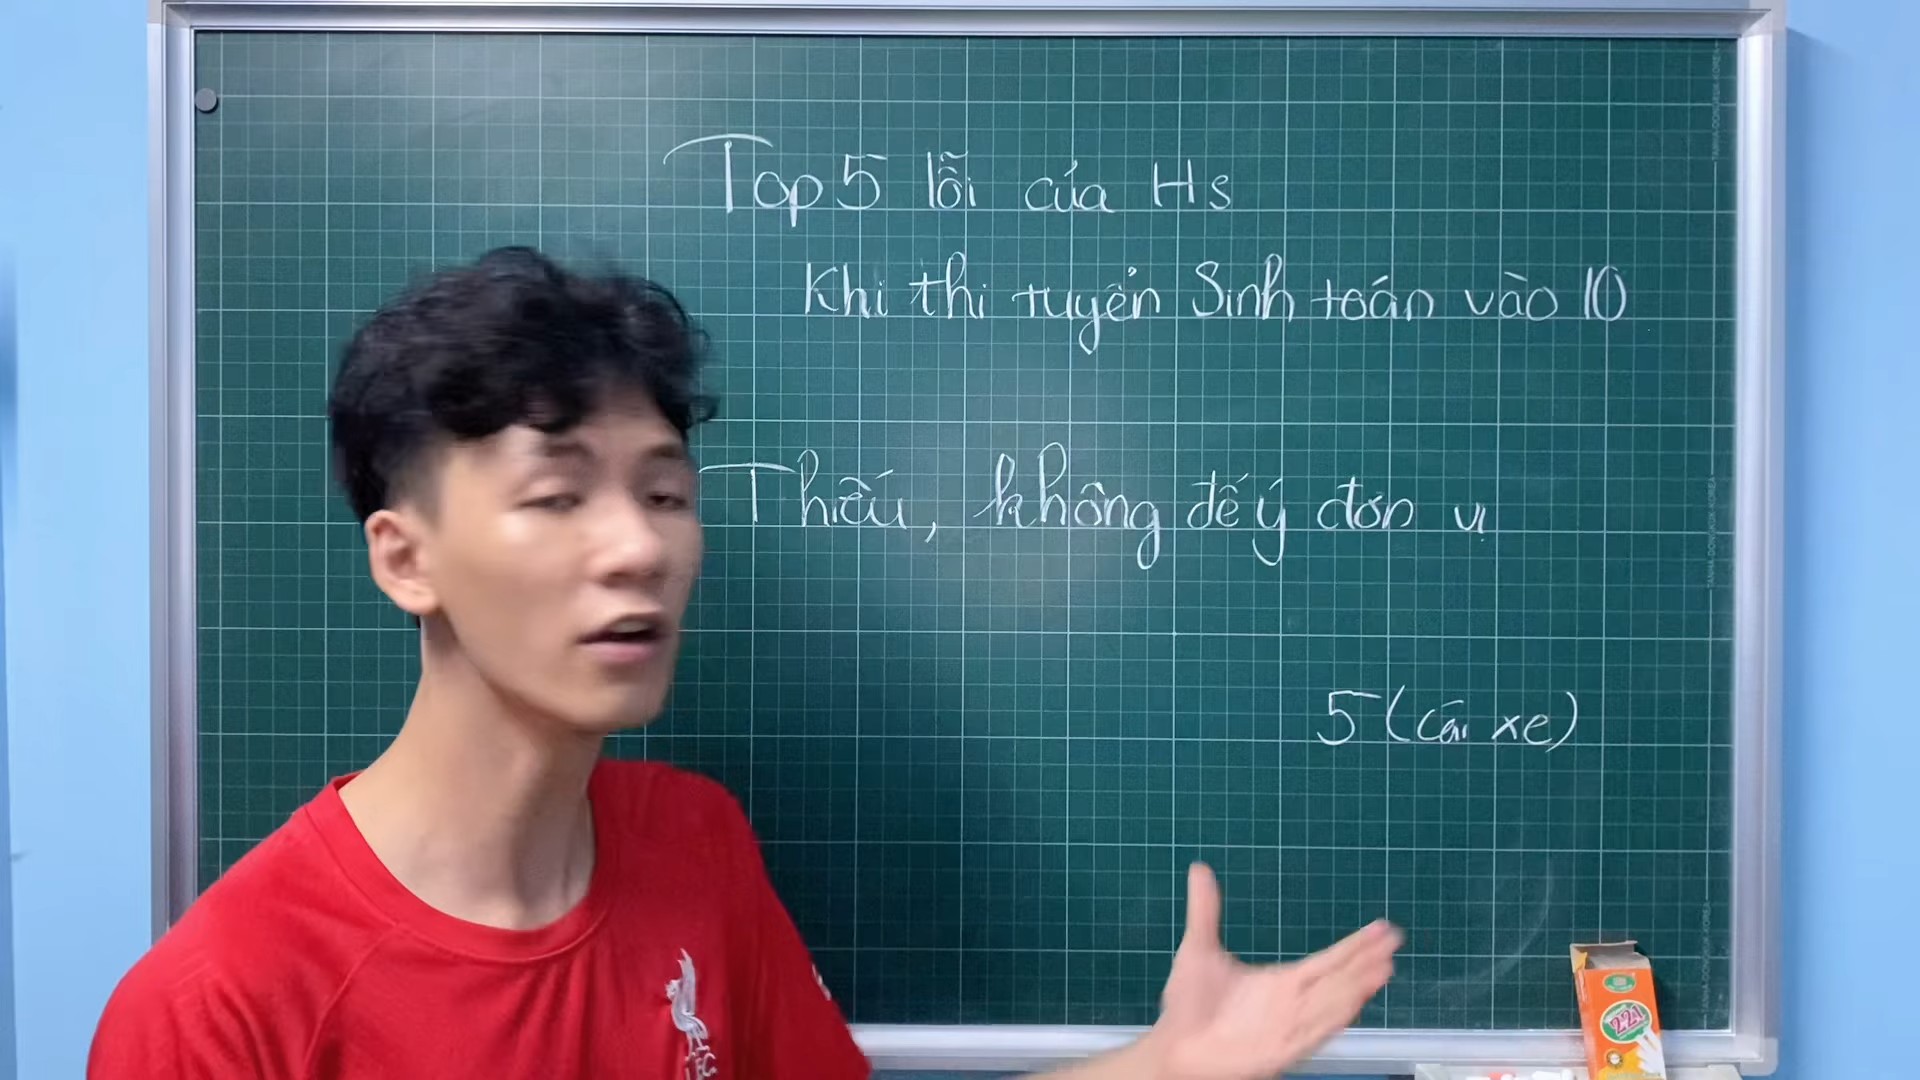 Top 5 lỗi của Hs
Khi thi tuyển Sinh toán vào 10
Thiếu, không để ý đơn vị
5 (cái xe)
L.F.C.
221